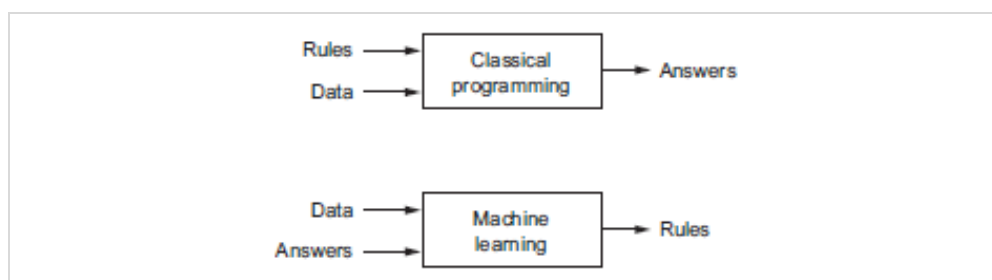 Rules
Data
Classical
programming
Answers
Data
Answers
Machine
learning
Rules